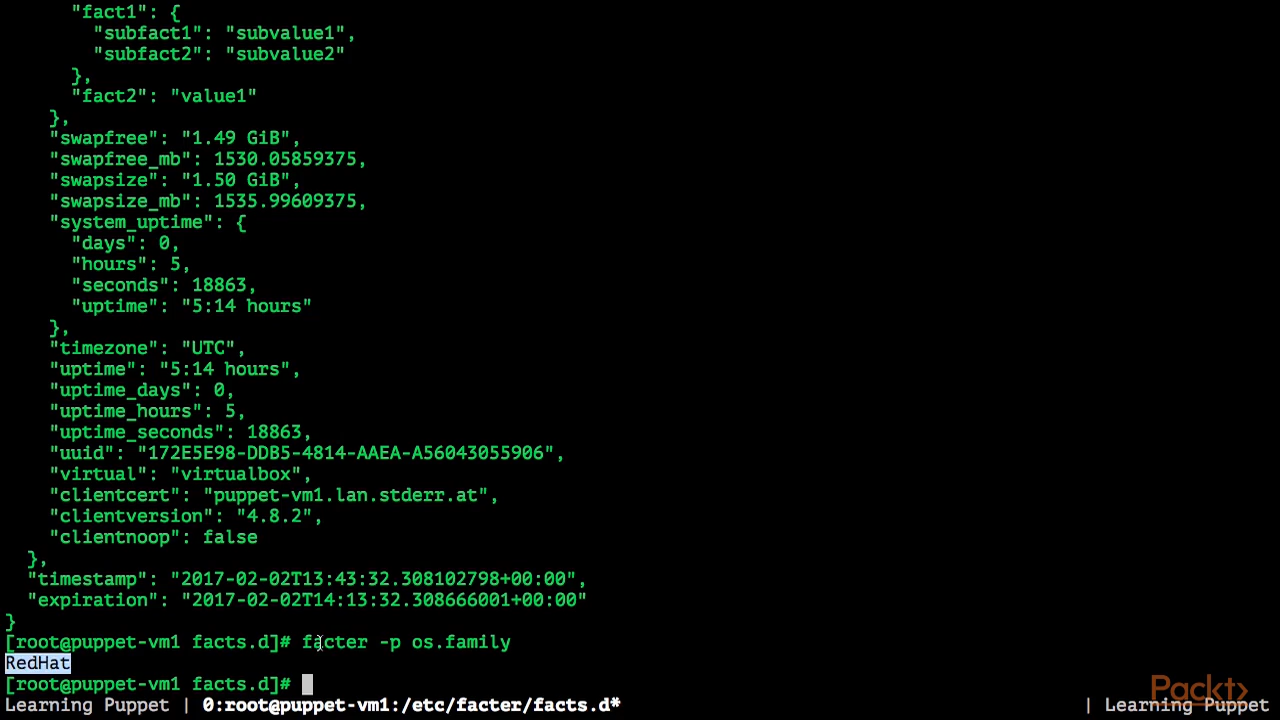 "fact1": {
        "subfact1": "subvalue1",
        "subfact2": "subvalue2"
      },
      "fact2": "value1"
    },
    "swapfree": "1.49 GiB",
    "swapfree_mb": 1530.05859375,
    "swapsize": "1.50 GiB",
    "swapsize_mb": 1535.99609375,
    "system_uptime": {
      "days": 0,
      "hours": 5,
      "seconds": 18863,
      "uptime": "5:14 hours"
    },
    "timezone": "UTC",
    "uptime": "5:14 hours",
    "uptime_days": 0,
    "uptime_hours": 5,
    "uptime_seconds": 18863,
    "uuid": "172E5E98-DDB5-4814-AAEA-A56043055906",
    "virtual": "virtualbox",
    "clientcert": "puppet-vm1.lan.stderr.at",
    "clientversion": "4.8.2",
    "clientnoop": false
  },
  "timestamp": "2017-02-02T13:43:32.308102798+00:00",
  "expiration": "2017-02-02T14:13:32.308666001+00:00"
}
[root@puppet-vm1 facts.d]# facter -p os.family
RedHat
[root@puppet-vm1 facts.d]#
Packt>
Learning Puppet | 0:root@puppet-vm1:/etc/facter/facts.d* | Learning Puppet